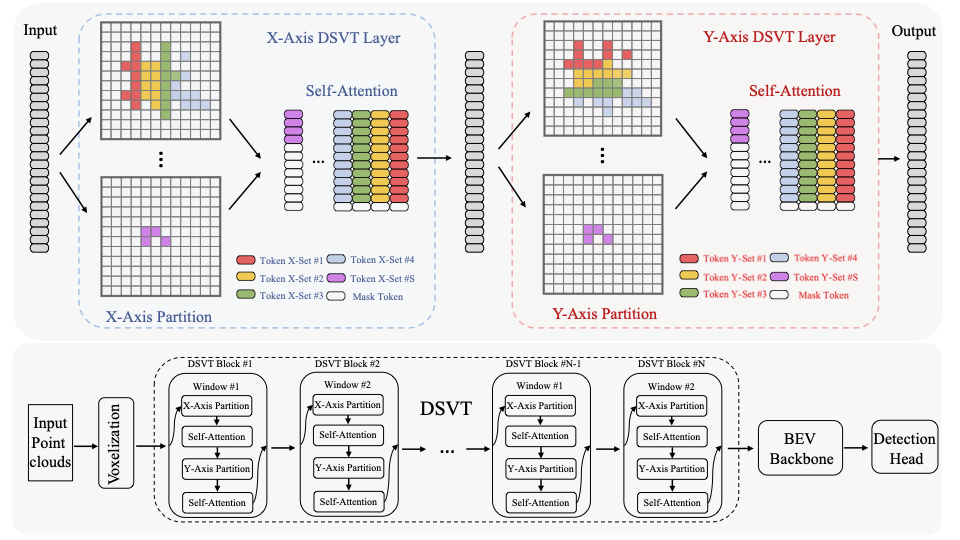 Input
X-Axis DSVT Layer
Self-Attention
...
...
Token X-Set #1
Token X-Set #4
Token X-Set #2
Token X-Set #S
Token X-Set #3
Mask Token
X-Axis Partition
Y-Axis DSVT Layer
Self-Attention
...
...
Token Y-Set #1
Token Y-Set #4
Token Y-Set #2
Token Y-Set #S
Token Y-Set #3
Mask Token
Y-Axis Partition
Output
Input
Point
clouds
Voxelization
DSVT Block #1
Window #1
X-Axis Partition
Self-Attention
Y-Axis Partition
Self-Attention
DSVT Block #2
Window #2
X-Axis Partition
Self-Attention
Y-Axis Partition
Self-Attention
DSVT
...
DSVT Block #N-1
Window #1
X-Axis Partition
Self-Attention
Y-Axis Partition
Self-Attention
DSVT Block #N
Window #2
X-Axis Partition
Self-Attention
Y-Axis Partition
Self-Attention
BEV
Backbone
Detection
Head